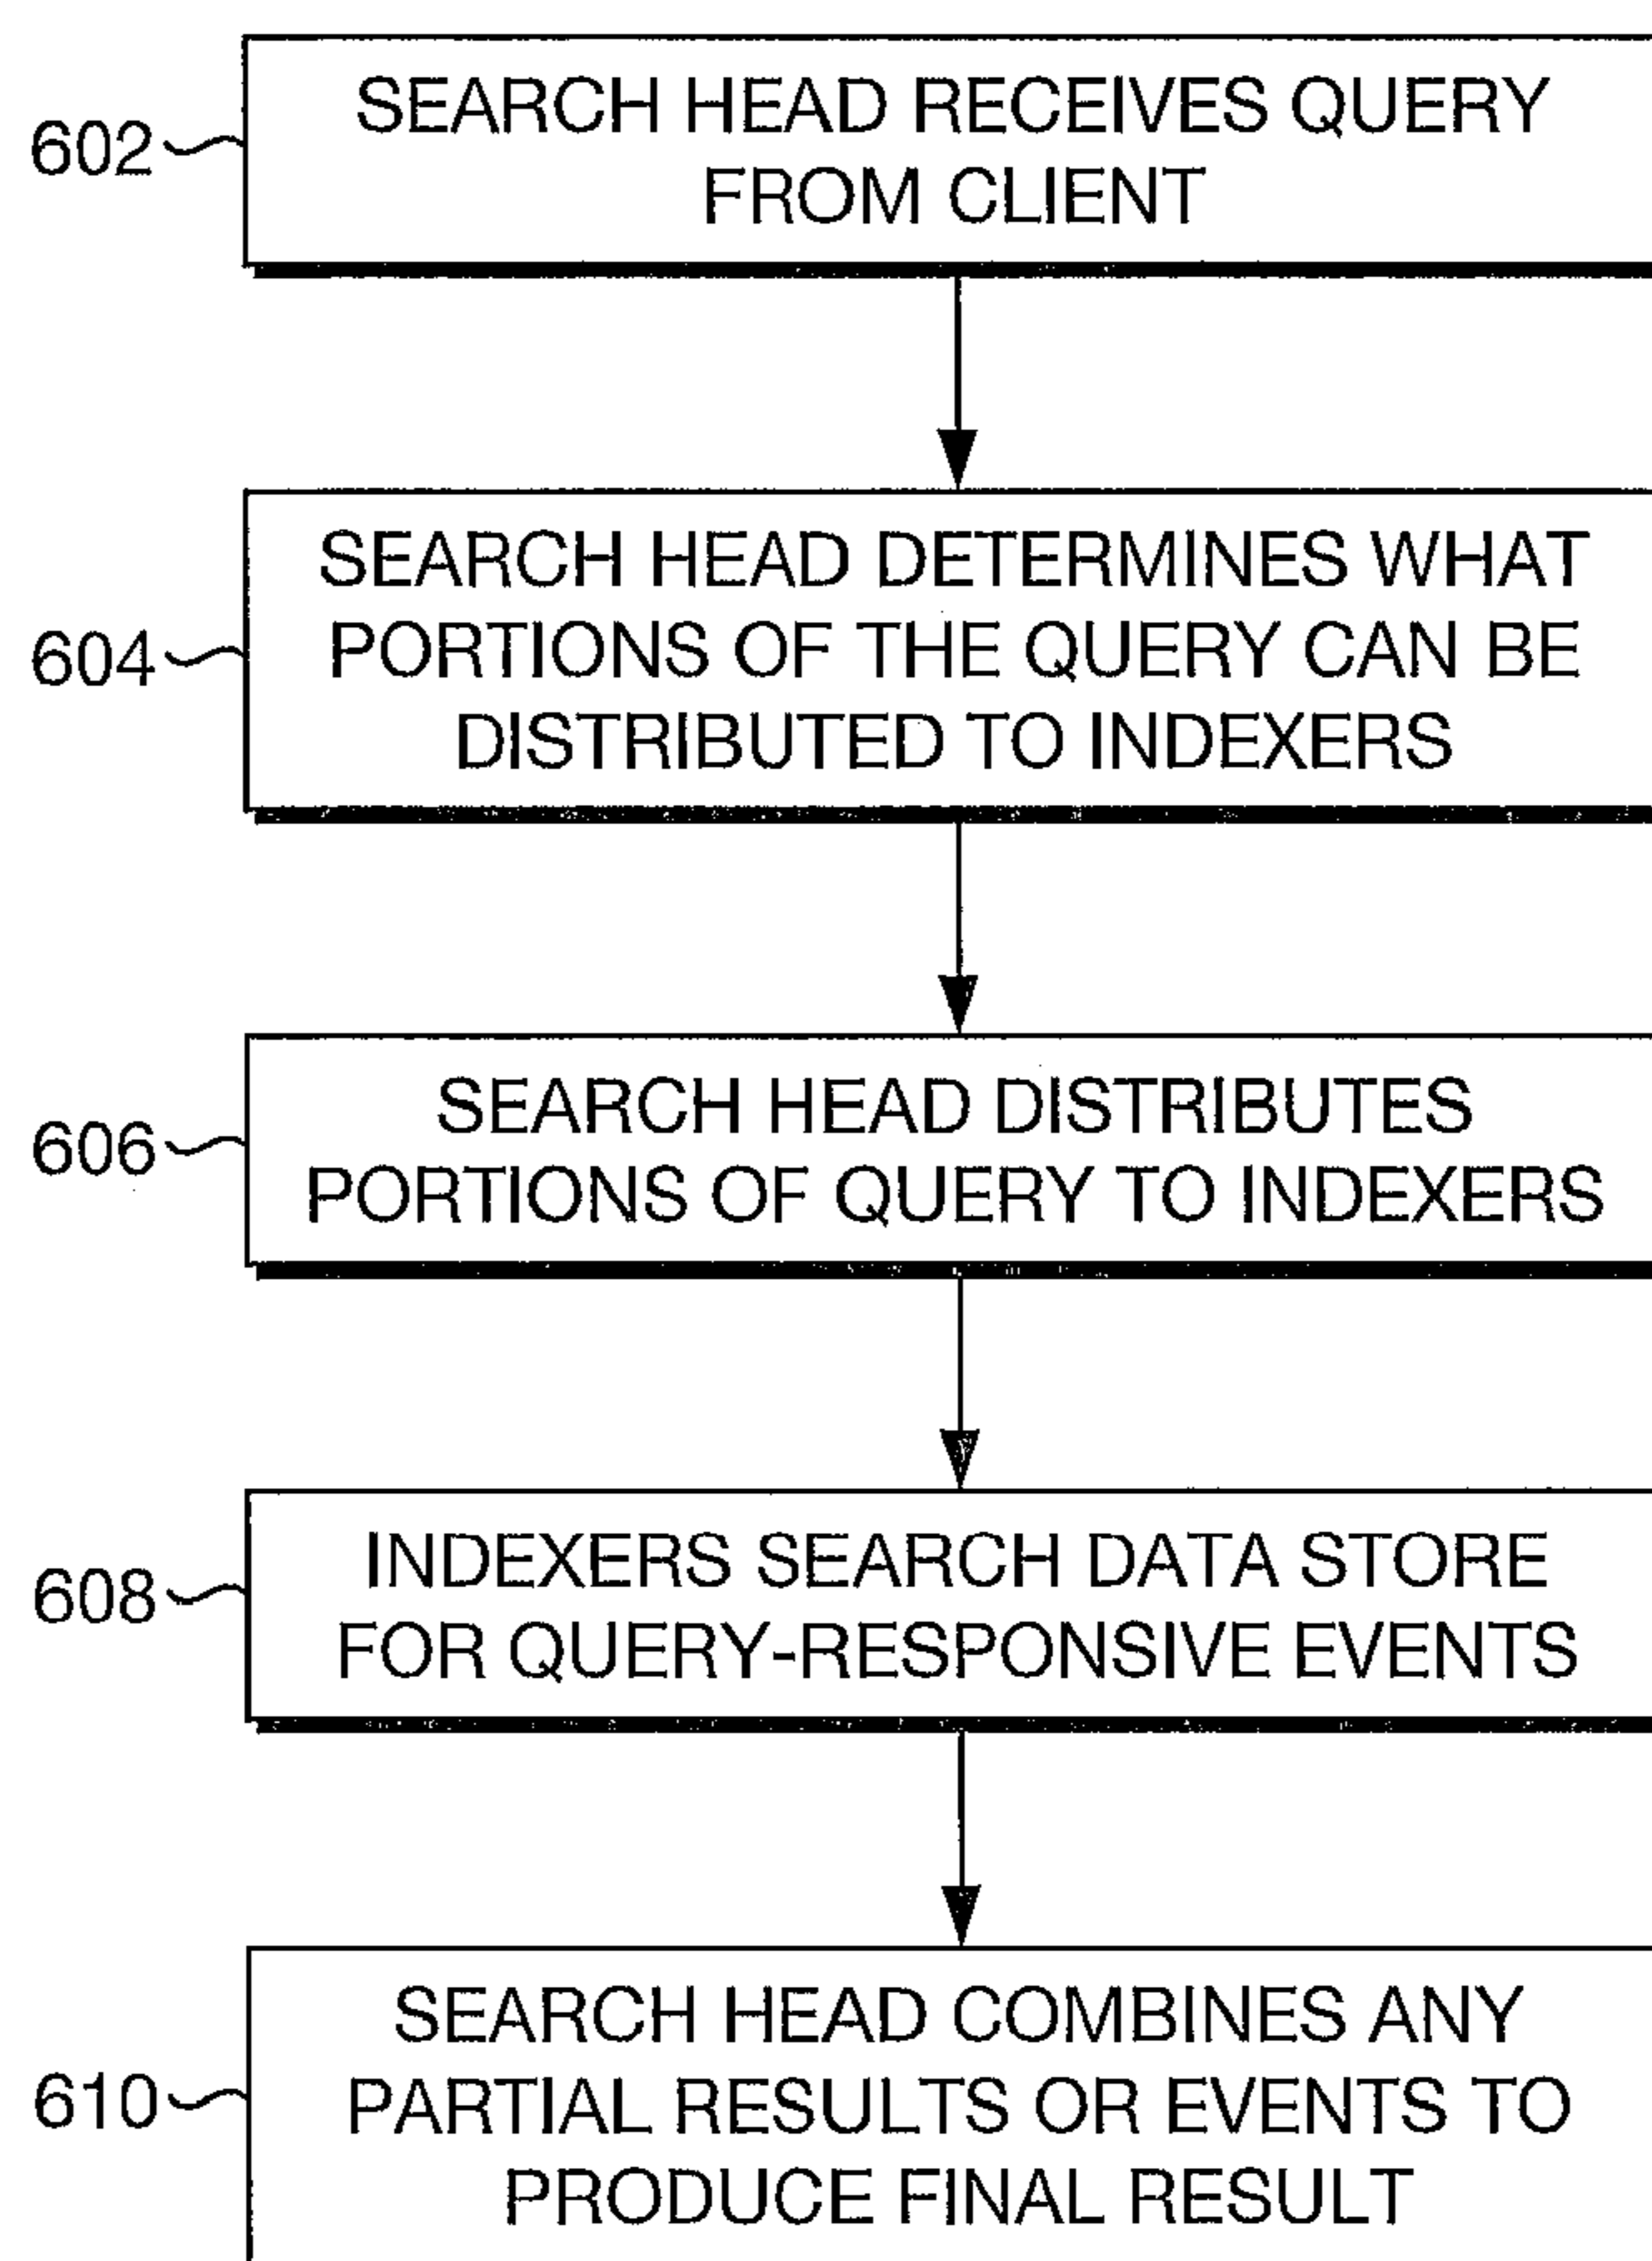 SEARCH HEAD RECEIVES QUERY
602
FROM CLIENT
SEARCH HEAD DETERMINES WHAT
604
PORTIONS OF THE QUERY CAN BE
DISTRIBUTED TO INDEXERS
SEARCH HEAD DISTRIBUTES
606
PORTIONS OF QUERY TO INDEXERS
INDEXERS SEARCH DATA STORE
608
FOR QUERY-RESPONSIVE EVENTS
SEARCH HEAD COMBINES ANY
610
PARTIAL RESULTS OR EVENTS TO
PRODUCE FINAL RESULT